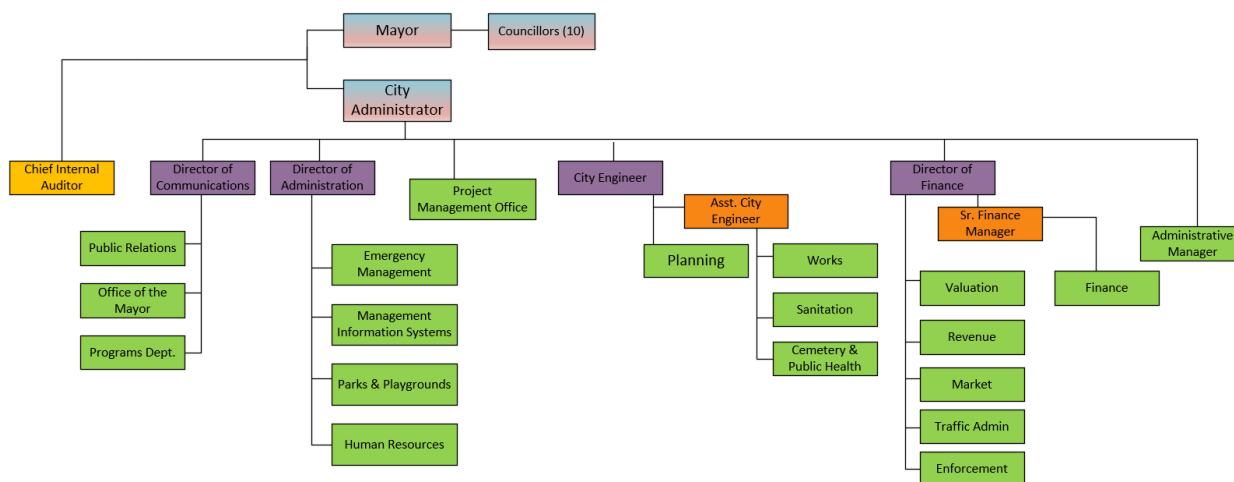 Mayor
Councillors (10)
City
Administrator
Chief Internal
Auditor
Director of
Communications
Director of
Administration
Project
Management Office
City Engineer
Director of
Finance
Asst. City
Engineer
Sr. Finance
Manager
Administrative
Manager
Public Relations
Office of the
Mayor
Programs Dept.
Emergency
Management
Management
Information Systems
Parks & Playgrounds
Human Resources
Planning
Works
Sanitation
Cemetery &
Public Health
Valuation
Revenue
Market
Traffic Admin
Enforcement
Finance